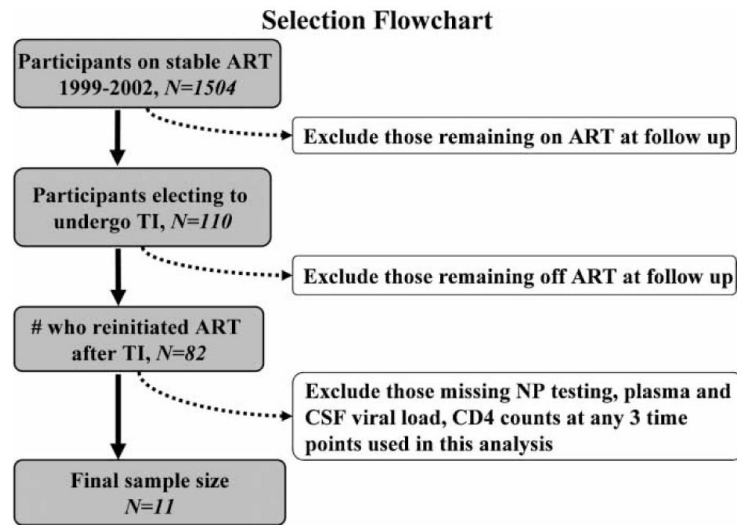 Selection Flowchart
Participants on stable ART
1999-2002, N=1504
Exclude those remaining on ART at follow up
Participants electing to
undergo TI, N=110
Exclude those remaining off ART at follow up
# who reinitiated ART
after TI, N=82
Exclude those missing NP testing, plasma and
CSF viral load, CD4 counts at any 3 time
points used in this analysis
Final sample size
N=11